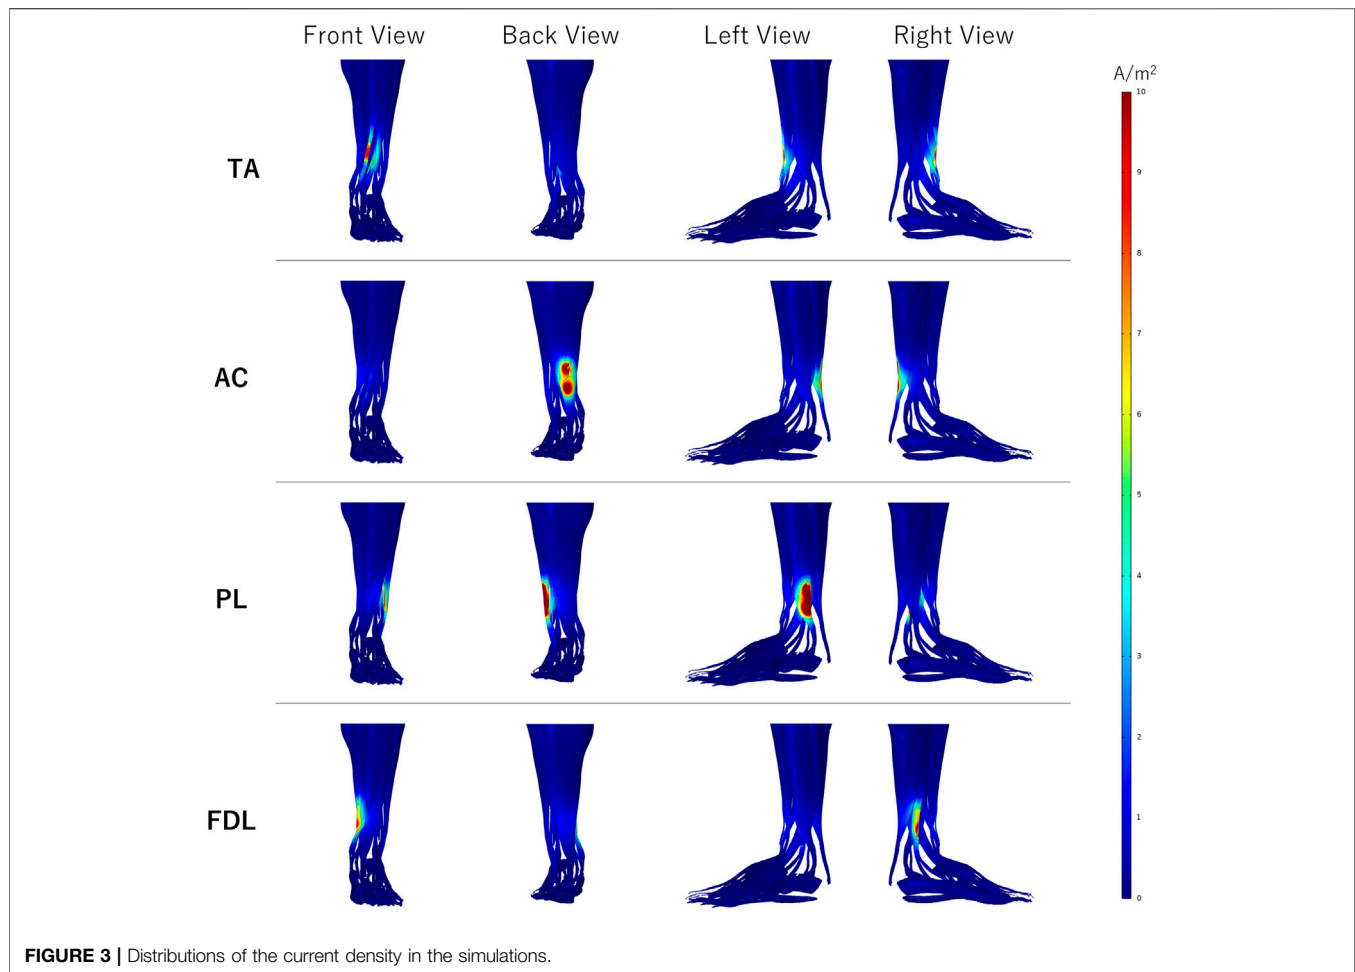 Front View Back View Left View Right View
A/m²
10
TA
9
8
AC
7
6
5
PL
4
3
2
FDL
1
0
FIGURE 3 | Distributions of the current density in the simulations.